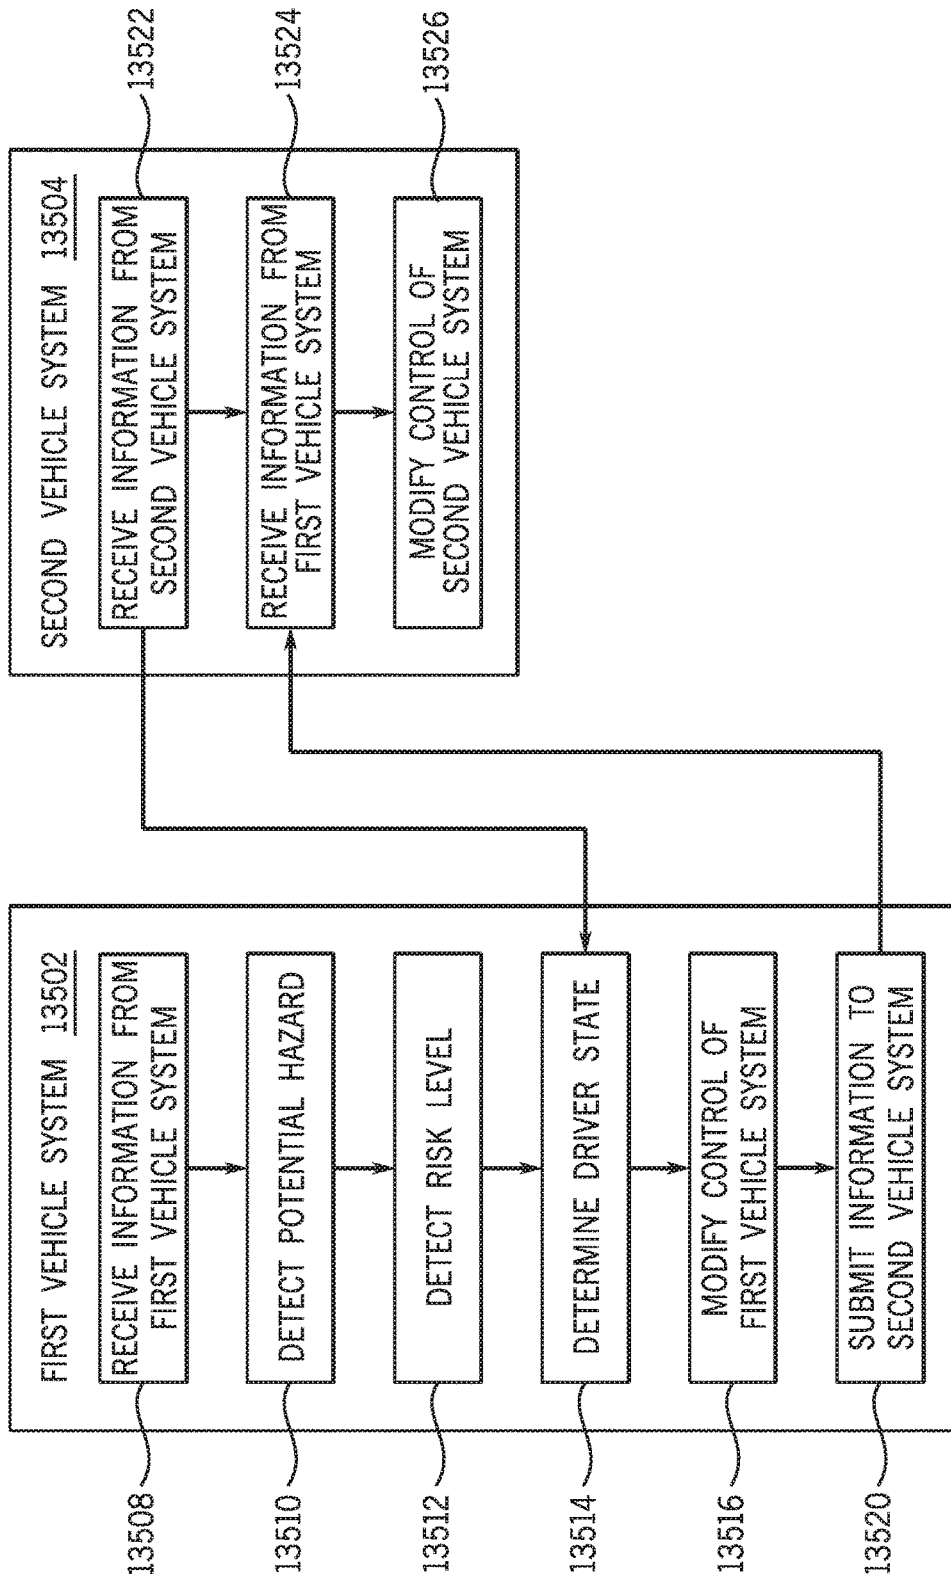 FIRST VEHICLE SYSTEM 13502
RECEIVE INFORMATION FROM
FIRST VEHICLE SYSTEM
13508
DETECT POTENTIAL HAZARD
13510
DETECT RISK LEVEL
13512
DETERMINE DRIVER STATE
13514
MODIFY CONTROL OF
FIRST VEHICLE SYSTEM
13516
SUBMIT INFORMATION TO
SECOND VEHICLE SYSTEM
13520
SECOND VEHICLE SYSTEM 13504
RECEIVE INFORMATION FROM
SECOND VEHICLE SYSTEM
13522
RECEIVE INFORMATION FROM
FIRST VEHICLE SYSTEM
13524
MODIFY CONTROL OF
SECOND VEHICLE SYSTEM
13526